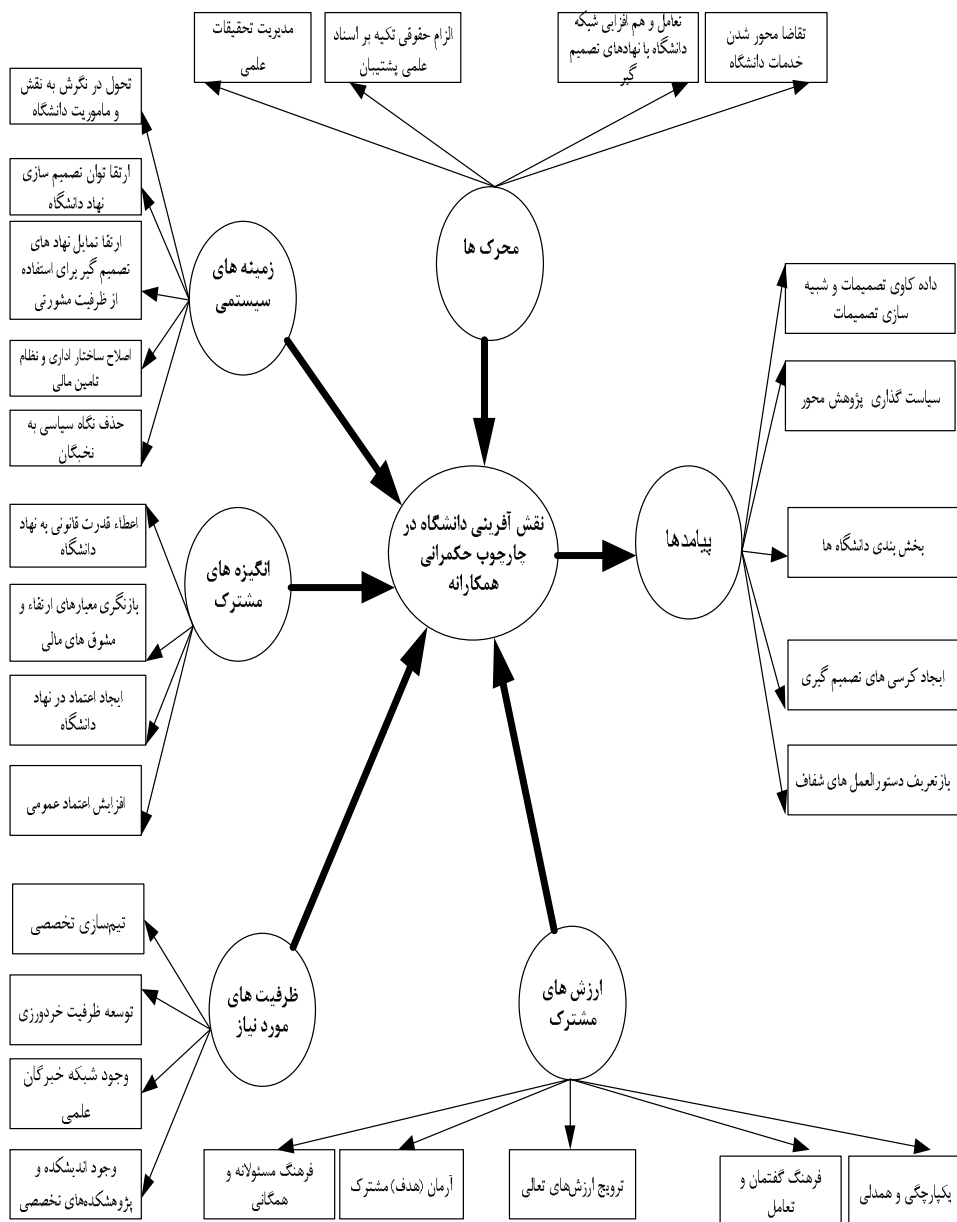 مدیریت تحقیقات
علمی
الزام حقوقی تکیه بر اسناد
علمی پشتیبان
تعامل و هم افزایی شبکه
دانشگاه با نهادهای تصمیم
گیر
تقاضا محور شدن
خدمات دانشگاه
محرک ها
تحول در نگرش به نقش
و ماموریت دانشگاه
ارتقا توان تصمیم سازی
نهاد دانشگاه
ارتقا تمایل نهاد های
تصمیم گیر برای استفاده
از ظرفیت مشورتی
اصلاح ساختار اداری و نظام
تامین مالی
حذف نگاه سیاسی به
نخبگان
زمینه های
سیستمی
اعطاء قدرت قانونی به نهاد
دانشگاه
بازنگری معیارهای ارتقاء و
مشوق های مالی
ایجاد اعتماد در نهاد
دانشگاه
افزایش اعتماد عمومی
انگیزه های
مشترک
نقش آفرینی دانشگاه در
چارچوب حکمرانی
همکارانه
پیامدها
داده کاوی تصمیمات و شبیه
سازی تصمیمات
سیاست گذاری پژوهش محور
بخش بندی دانشگاه ها
ایجاد کرسی های تصمیم گیری
بازتعریف دستورالعمل های شفاف
تیم‌سازی تخصصی
توسعه ظرفیت خردورزی
وجود شبکه خبرگان
علمی
وجود اندیشکده و
پژوهشکده‌های تخصصی
ظرفیت های
مورد نیاز
ارزش های
مشترک
فرهنگ مسئولانه و
همگانی
آرمان (هدف) مشترک
ترویج ارزش‌های تعالی
فرهنگ گفتمان و
تعامل
یکپارچگی و همدلی